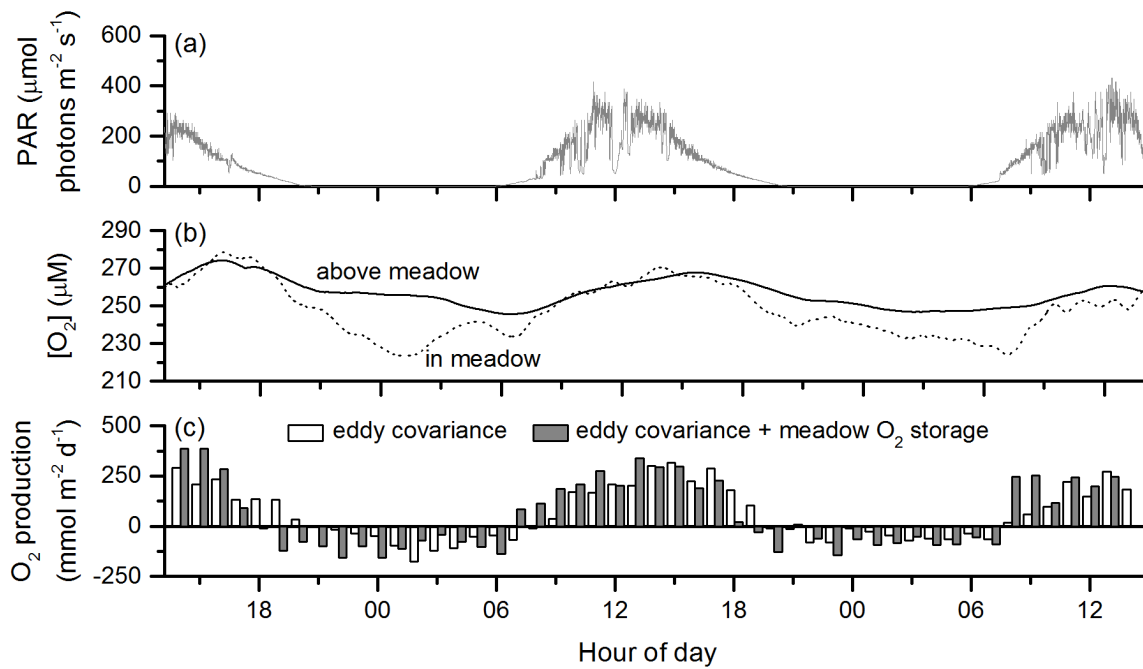 PAR (μmol
photons m⁻² s⁻¹)
600
400
200
0
(a)
[O₂] (μM)
290
270
250
230
210
(b)
above meadow
in meadow
O₂ production
(mmol m⁻² d⁻¹)
500
250
0
-250
(c)
eddy covariance
eddy covariance + meadow O₂ storage
18 00 06 12 18 00 06 12
Hour of day